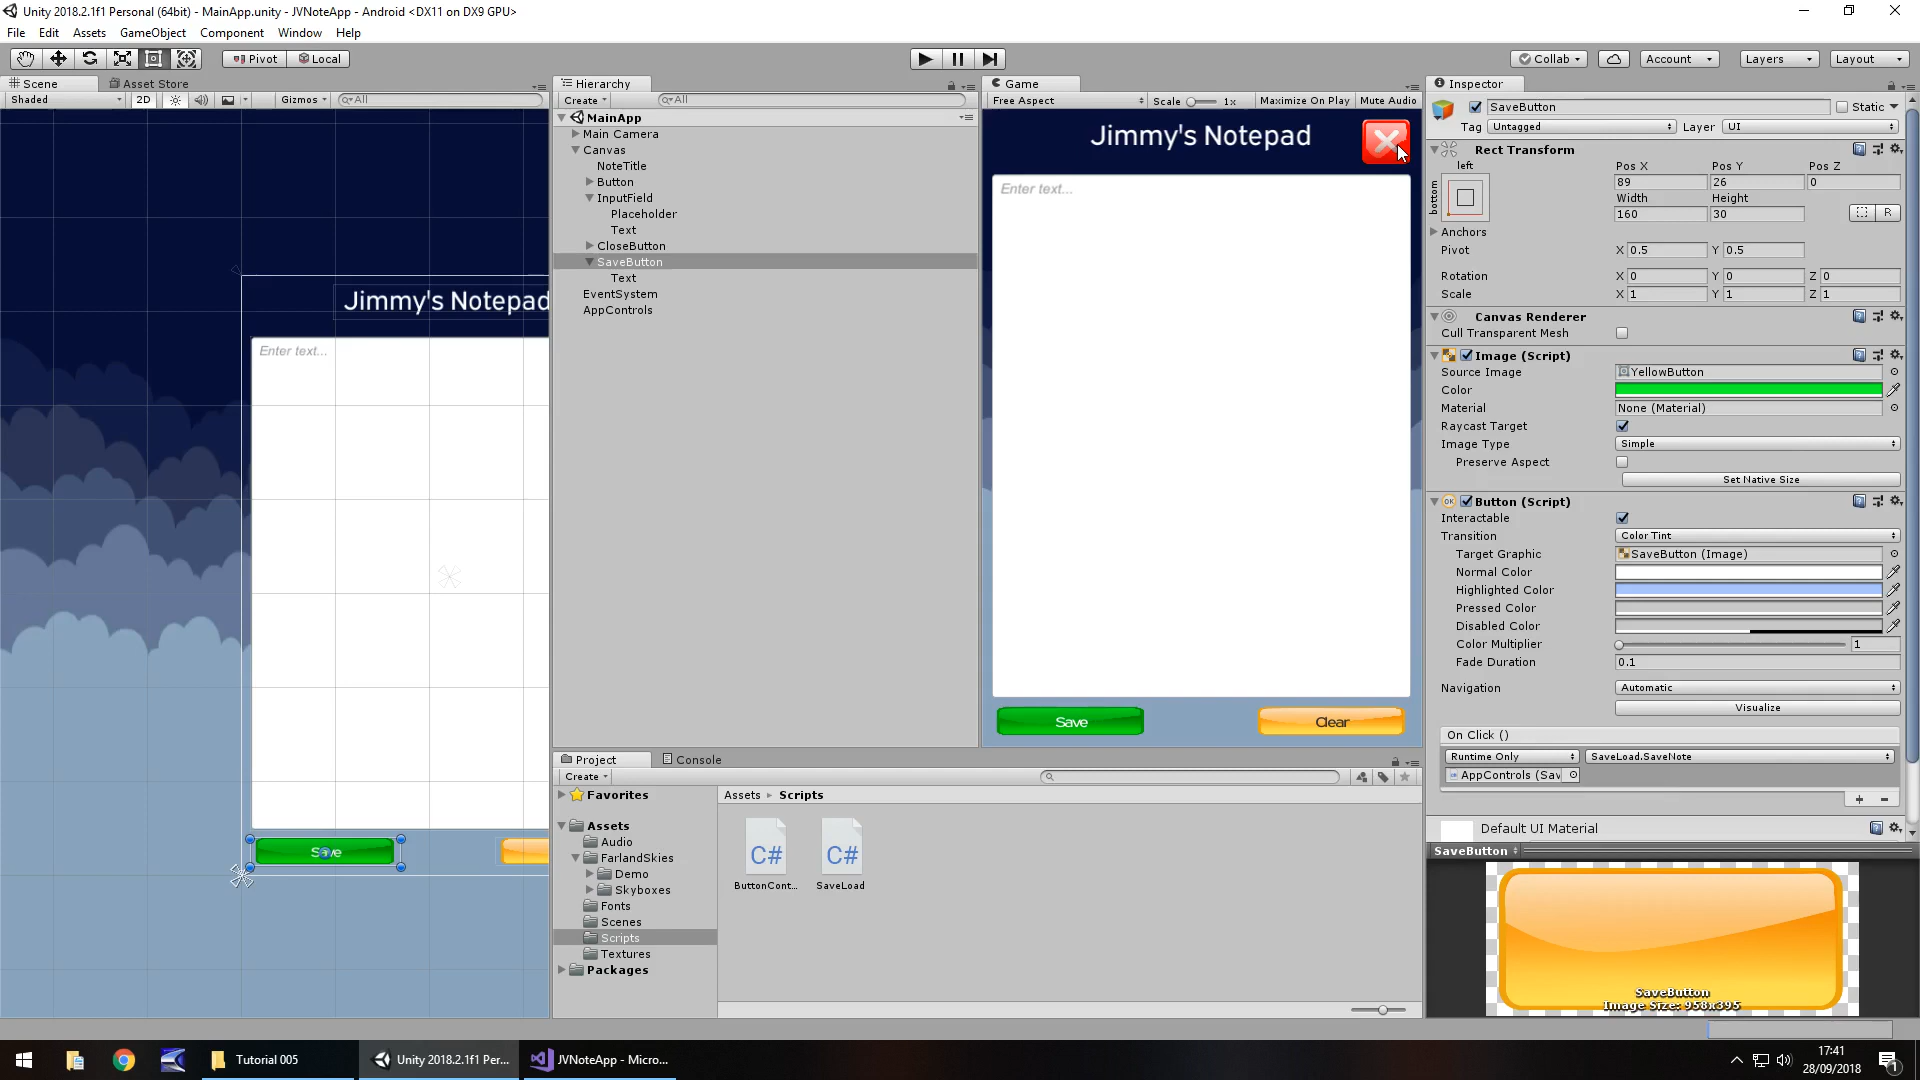 Unity 2018.2.1f1 Personal (64bit) - MainApp.unity - JVNoteApp - Android <DX11 on DX9 GPU>
File Edit Assets GameObject Component Window Help
Pivot Local Collab Account Layers Layout
Scene Asset Store
Shaded 2D Gizmos All
Jimmy's Notepad
Enter text...
Save
Hierarchy
Create All
MainApp
Main Camera
Canvas
NoteTitle
Button
InputField
Placeholder
Text
CloseButton
SaveButton
Text
EventSystem
AppControls
Game
Free Aspect Scale 1x Maximize On Play Mute Audio
Jimmy's Notepad
Enter text...
Save Clear
Project Console
Create
Favorites
Assets
Audio
FarlandSkies
Demo
Skyboxes
Fonts
Scenes
Scripts
Textures
Packages
Assets Scripts
C# C#
ButtonCont... SaveLoad
Inspector
SaveButton Static
Tag Untagged Layer UI
Rect Transform
left Pos X Pos Y Pos Z
bottom 89 26 0
Width Height
160 30 R
Anchors
Pivot X 0.5 Y 0.5
Rotation X 0 Y 0 Z 0
Scale X 1 Y 1 Z 1
Canvas Renderer
Cull Transparent Mesh
Image (Script)
Source Image YellowButton
Color
Material None (Material)
Raycast Target
Image Type Simple
Preserve Aspect
Set Native Size
OK Button (Script)
Interactable
Transition Color Tint
Target Graphic SaveButton (Image)
Normal Color
Highlighted Color
Pressed Color
Disabled Color
Color Multiplier 1
Fade Duration 0.1
Navigation Automatic
Visualize
On Click ()
Runtime Only SaveLoad.SaveNote
AppControls (Sav
+ -
Default UI Material
SaveButton
SaveButton
Image Size: 958x395
Tutorial 005 Unity 2018.2.1f1 Per... JVNoteApp - Micro...
17:41
28/09/2018
1